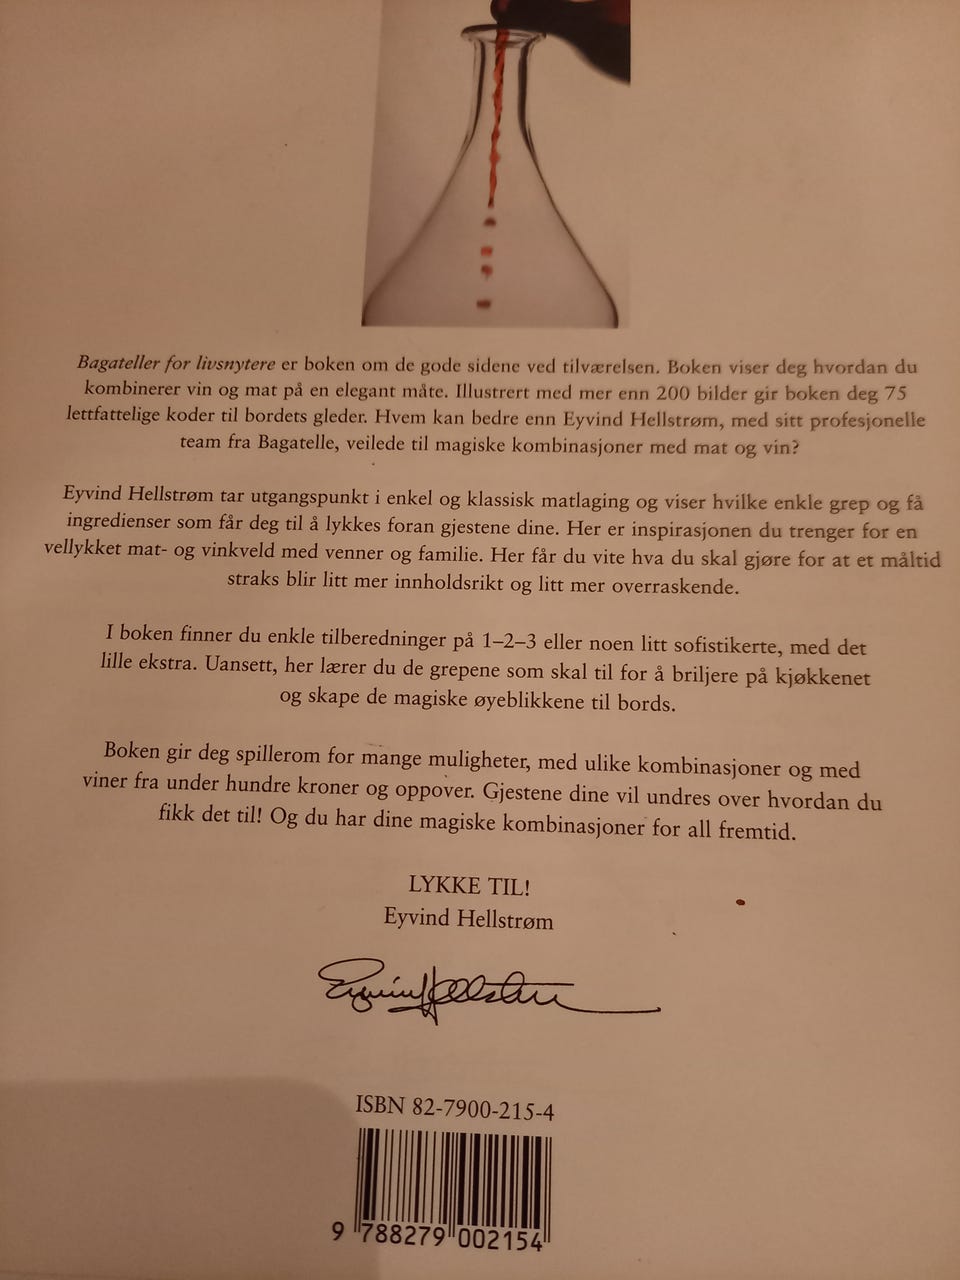 Bagateller for livsnytere er boken om de gode sidene ved tilværelsen. Boken viser deg hvordan du
kombinerer vin og mat på en elegant måte. Illustrert med mer enn 200 bilder gir boken deg 75
lettfattelige koder til bordets gleder. Hvem kan bedre enn Eyvind Hellstrøm, med sitt profesjonelle
team fra Bagatelle, veilede til magiske kombinasjoner med mat og vin?
Eyvind Hellstrøm tar utgangspunkt i enkel og klassisk matlaging og viser hvilke enkle grep og få
ingredienser som får deg til å lykkes foran gjestene dine. Her er inspirasjonen du trenger for en
vellykket mat- og vinkveld med venner og familie. Her får du vite hva du skal gjøre for at et måltid
straks blir litt mer innholdsrikt og litt mer overraskende.
I boken finner du enkle tilberedninger på 1–2–3 eller noen litt sofistikerte, med det
lille ekstra. Uansett, her lærer du de grepene som skal til for å briljere på kjøkkenet
og skape de magiske øyeblikkene til bords.
Boken gir deg spillerom for mange muligheter, med ulike kombinasjoner og med
viner fra under hundre kroner og oppover. Gjestene dine vil undres over hvordan du
fikk det til! Og du har dine magiske kombinasjoner for all fremtid.
LYKKE TIL!
Eyvind Hellstrøm
Eyvind Hellstrøm
ISBN 82-7900-215-4
9 788279 002154